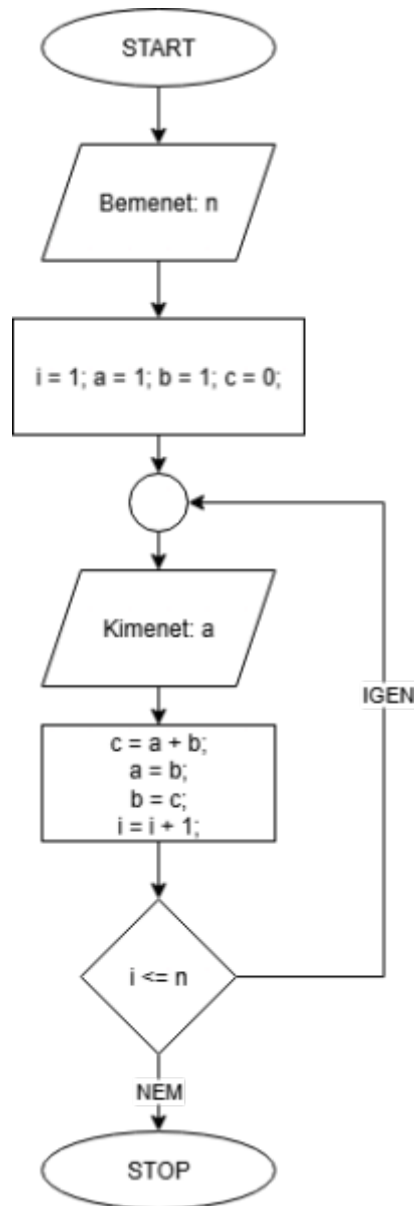 START
Bemenet: n
i = 1; a = 1; b = 1; c = 0;
Kimenet: a
IGEN
c = a + b;
a = b;
b = c;
i = i + 1;
i <= n
NEM
STOP